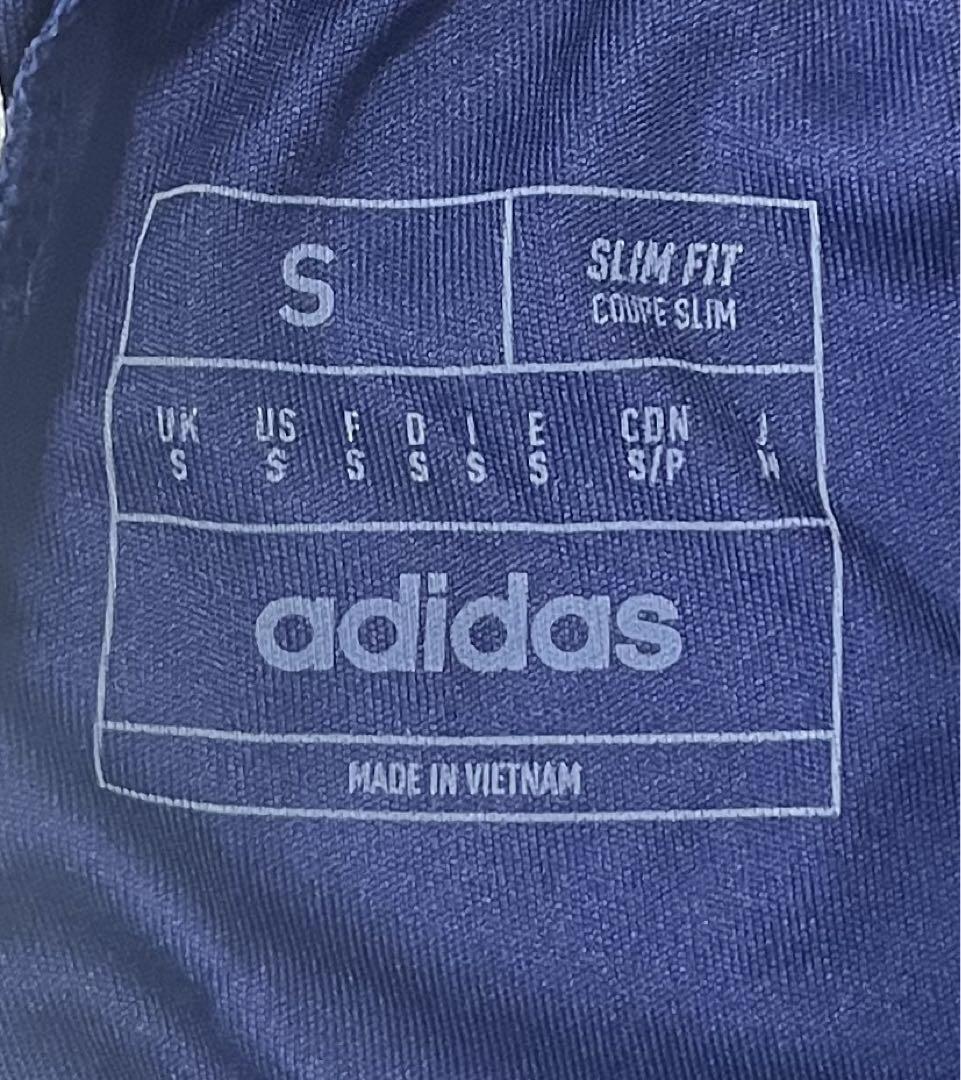 S
SLIM FIT
COUPE SLIM
UK US F D I E CDN J
S S S S S S S/P
adidas
MADE IN VIETNAM